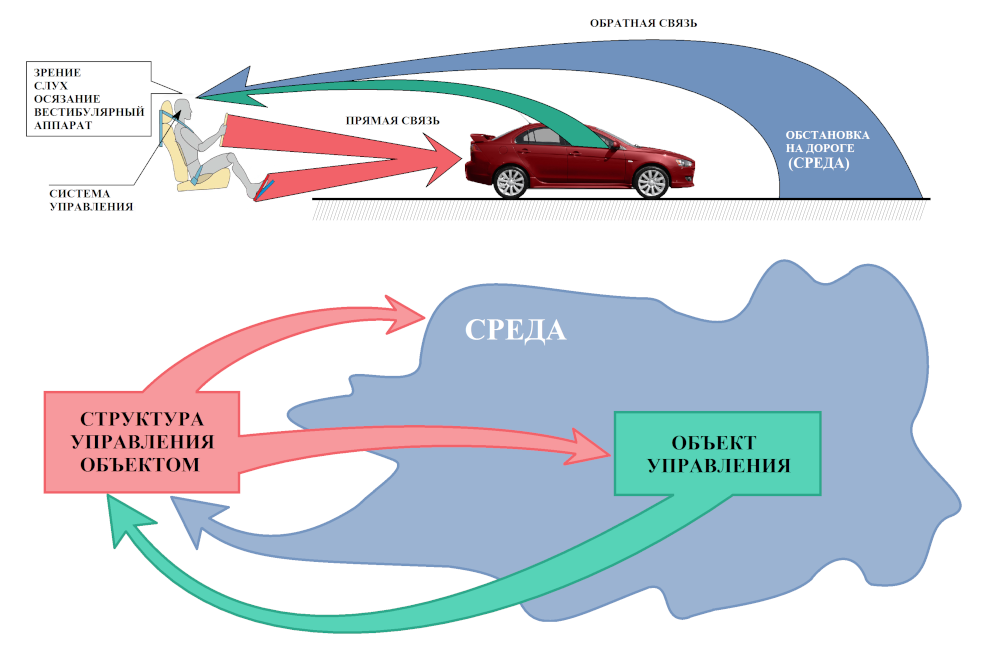 ОБРАТНАЯ СВЯЗЬ
ЗРЕНИЕ
СЛУХ
ОСЯЗАНИЕ
ВЕСТИБУЛЯРНЫЙ
АППАРАТ
ПРЯМАЯ СВЯЗЬ
ОБСТАНОВКА
НА ДОРОГЕ
(СРЕДА)
СИСТЕМА
УПРАВЛЕНИЯ
СРЕДА
СТРУКТУРА
УПРАВЛЕНИЯ
ОБЪЕКТОМ
ОБЪЕКТ
УПРАВЛЕНИЯ